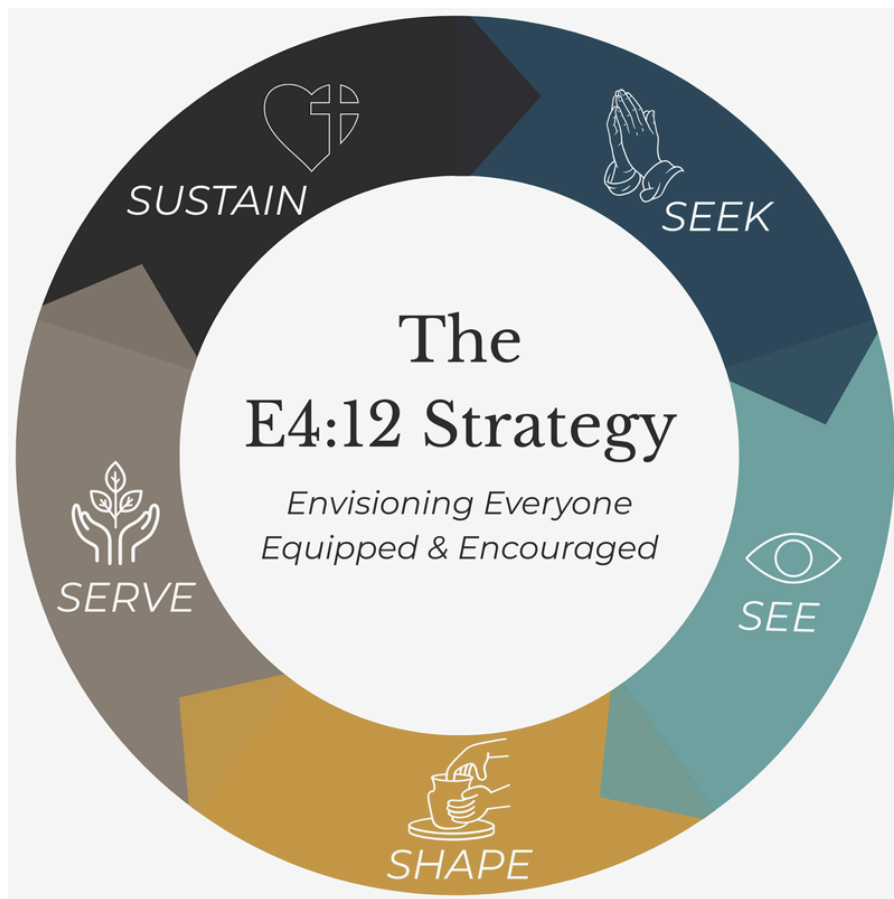 The
E4:12 Strategy
Envisioning Everyone
Equipped & Encouraged
SEEK
SEE
SHAPE
SERVE
SUSTAIN